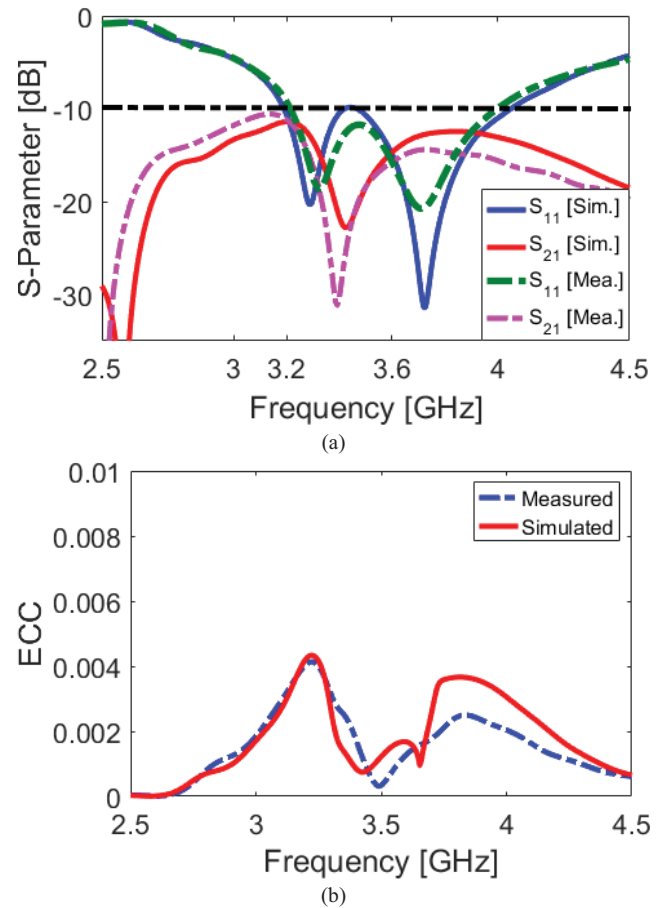 0
-10
-20
-30
S-Parameter [dB]
S11 [Sim.]
S21 [Sim.]
S11 [Mea.]
S21 [Mea.]
2.5 3 3.2 3.6 4 4.5
Frequency [GHz]
(a)
0.01
0.008
0.006
0.004
0.002
0
ECC
Measured
Simulated
2.5 3 3.5 4 4.5
Frequency [GHz]
(b)